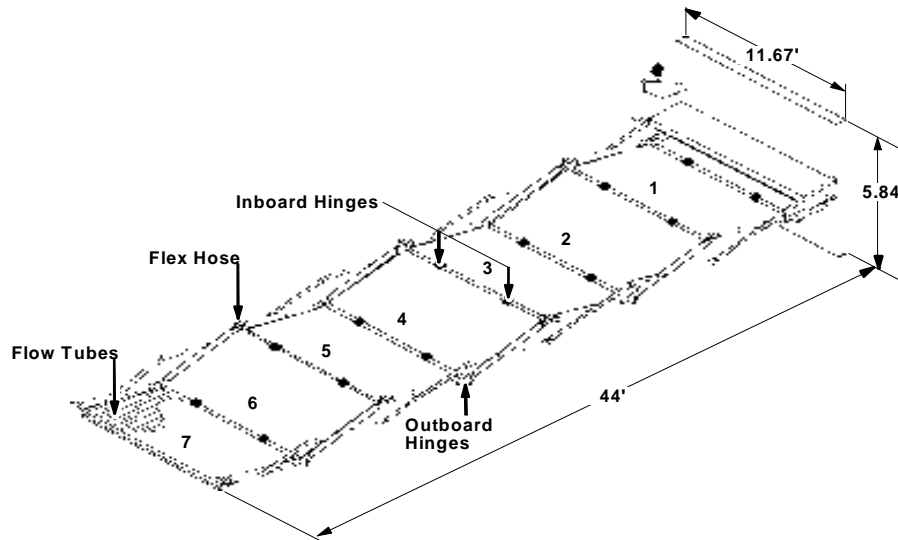 11.67'
5.84
Inboard Hinges
1
2
3
Flex Hose
4
Flow Tubes
5
44'
6
Outboard
Hinges
7